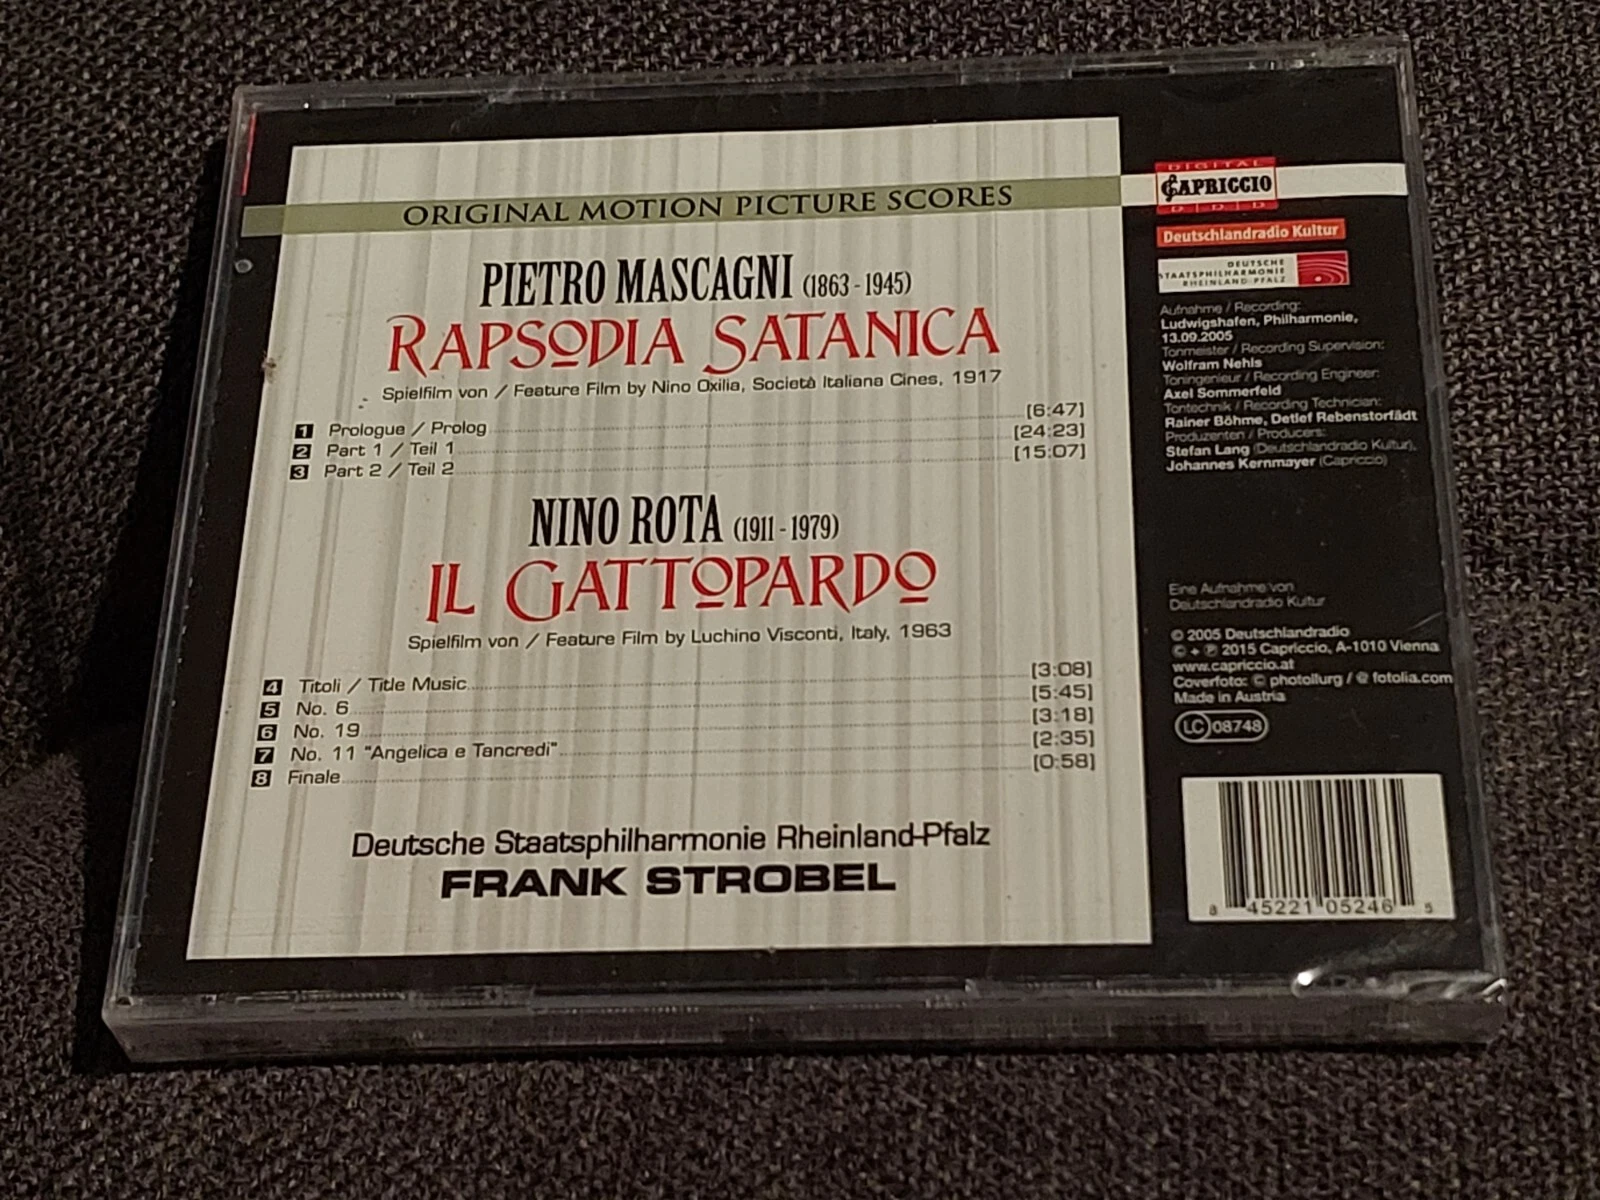 ORIGINAL MOTION PICTURE SCORES
PIETRO MASCAGNI (1863 - 1945)
RAPSODIA SATANICA
Spielfilm von / Feature Film by Nino Oxilia, Società Italiana Cines, 1917
1 Prologue / Prolog [6:47]
2 Part 1 / Teil 1 [24:23]
3 Part 2 / Teil 2 [15:07]
NINO ROTA (1911 - 1979)
IL GATTOPARDO
Spielfilm von / Feature Film by Luchino Visconti, Italy, 1963
4 Titoli / Title Music [3:08]
5 No. 6 [5:45]
6 No. 19 [3:18]
7 No. 11 "Angelica e Tancredi" [2:35]
8 Finale [0:58]
Deutsche Staatsphilharmonie Rheinland-Pfalz
FRANK STROBEL
DIGITAL
CAPRICCIO
D | D | D
Deutschlandradio Kultur
DEUTSCHE
STAATSPHILHARMONIE
RHEINLAND-PFALZ
Aufnahme / Recording:
Ludwigshafen, Philharmonie,
13.09.2005
Tonmeister / Recording Supervision:
Wolfram Nehls
Toningenieur / Recording Engineer:
Axel Sommerfeld
Tontechnik / Recording Technician:
Rainer Böhme, Detlef Rebenstorfädt
Produzenten / Producers:
Stefan Lang (Deutschlandradio Kultur),
Johannes Kernmayer (Capriccio)
Eine Aufnahme von
Deutschlandradio Kultur
© 2005 Deutschlandradio
© + ℗ 2015 Capriccio, A-1010 Vienna
www.capriccio.at
Coverfoto: © photollurg / © fotolia.com
Made in Austria
LC 08748
8 45221 05246 5